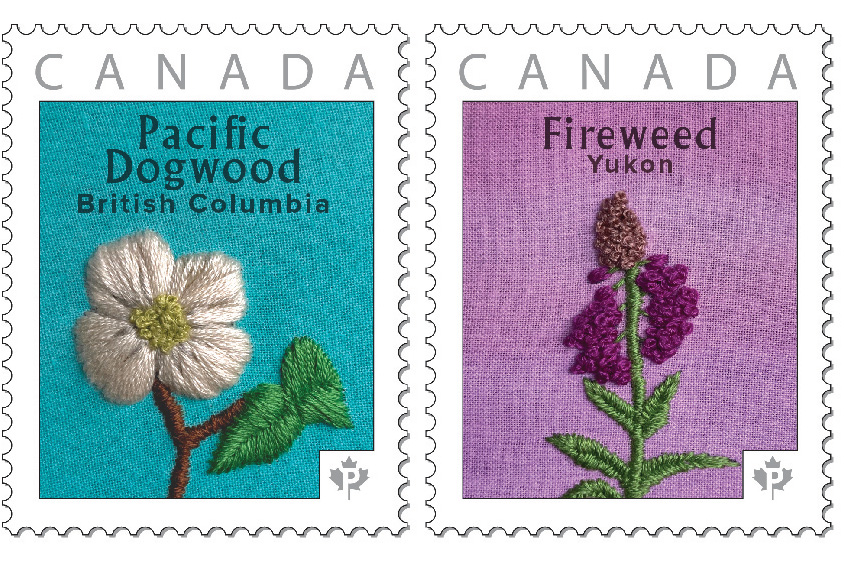 CANADA
Pacific
Dogwood
British Columbia
P
CANADA
Fireweed
Yukon
P